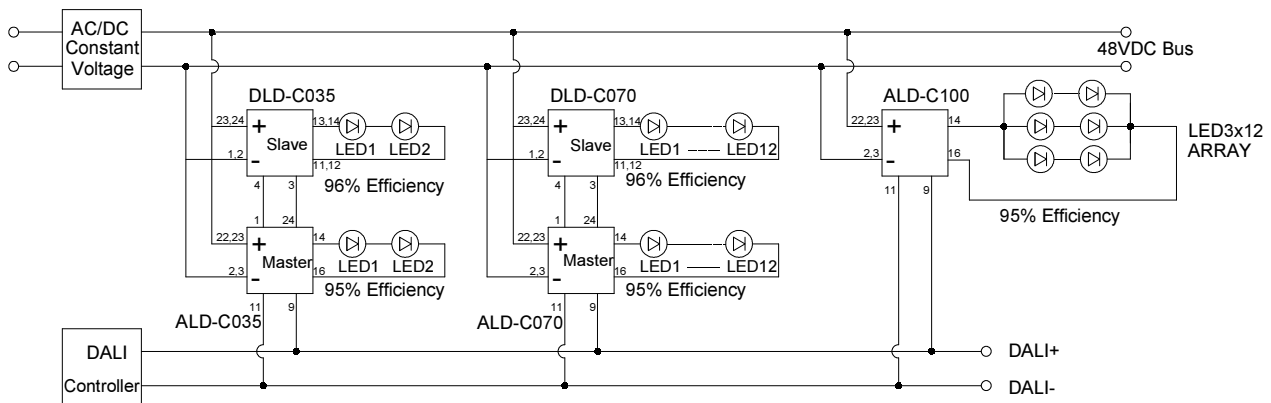 AC/DC
Constant
Voltage
48VDC Bus
DLD-C035
DLD-C070
ALD-C100
23,24
+
Slave
13,14
LED1
LED2
1,2
-
11,12
4
3
96% Efficiency
23,24
+
Slave
13,14
LED1
LED12
1,2
-
11,12
4
3
96% Efficiency
22,23
+
14
2,3
-
16
11
9
LED3x12
ARRAY
95% Efficiency
1
24
22,23
+
Master
14
LED1
LED2
2,3
-
16
95% Efficiency
11
9
ALD-C035
1
24
22,23
+
Master
14
LED1
LED12
2,3
-
16
95% Efficiency
11
9
ALD-C070
DALI
Controller
DALI+
DALI-